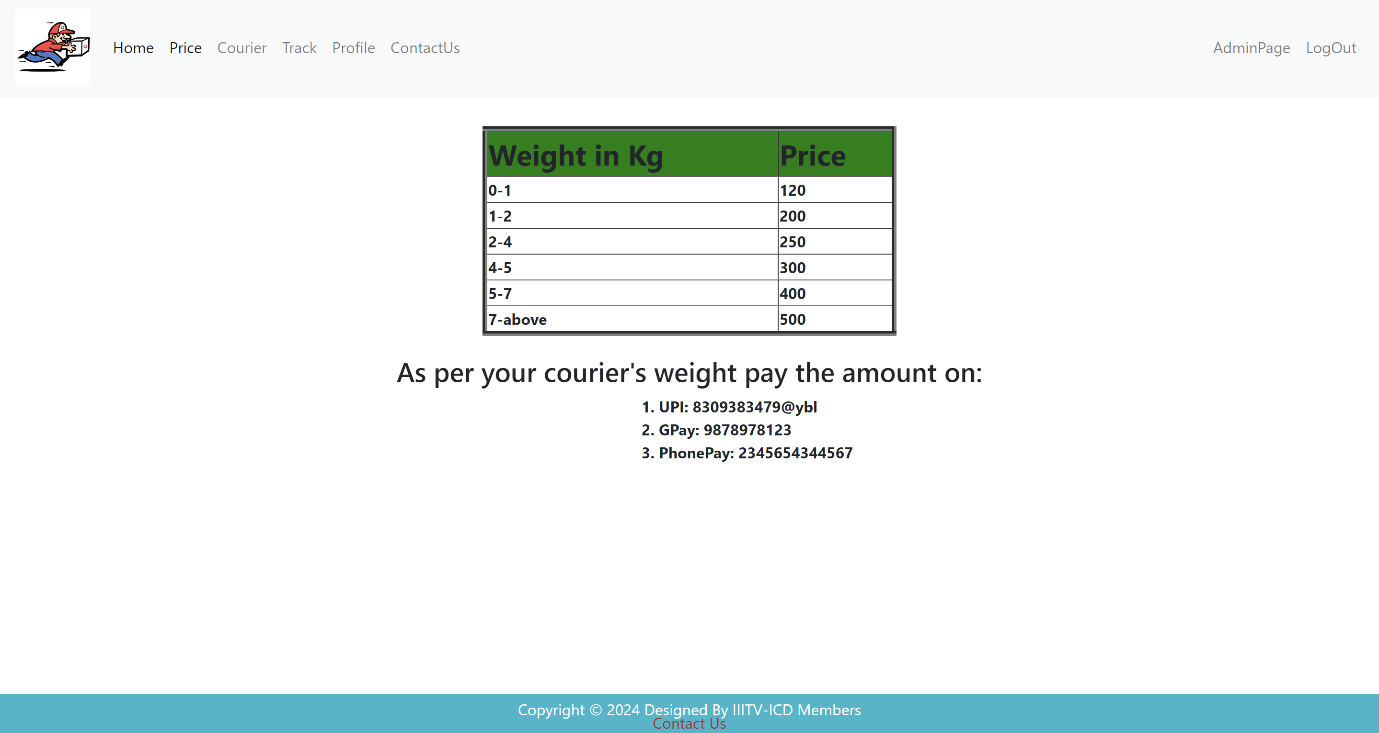 Home Price Courier Track Profile ContactUs AdminPage LogOut
Weight in Kg Price
0-1 120
1-2 200
2-4 250
4-5 300
5-7 400
7-above 500
As per your courier's weight pay the amount on:
1. UPI: 8309383479@ybl
2. GPay: 9878978123
3. PhonePay: 2345654344567
Copyright © 2024 Designed By IIITV-ICD Members
Contact Us